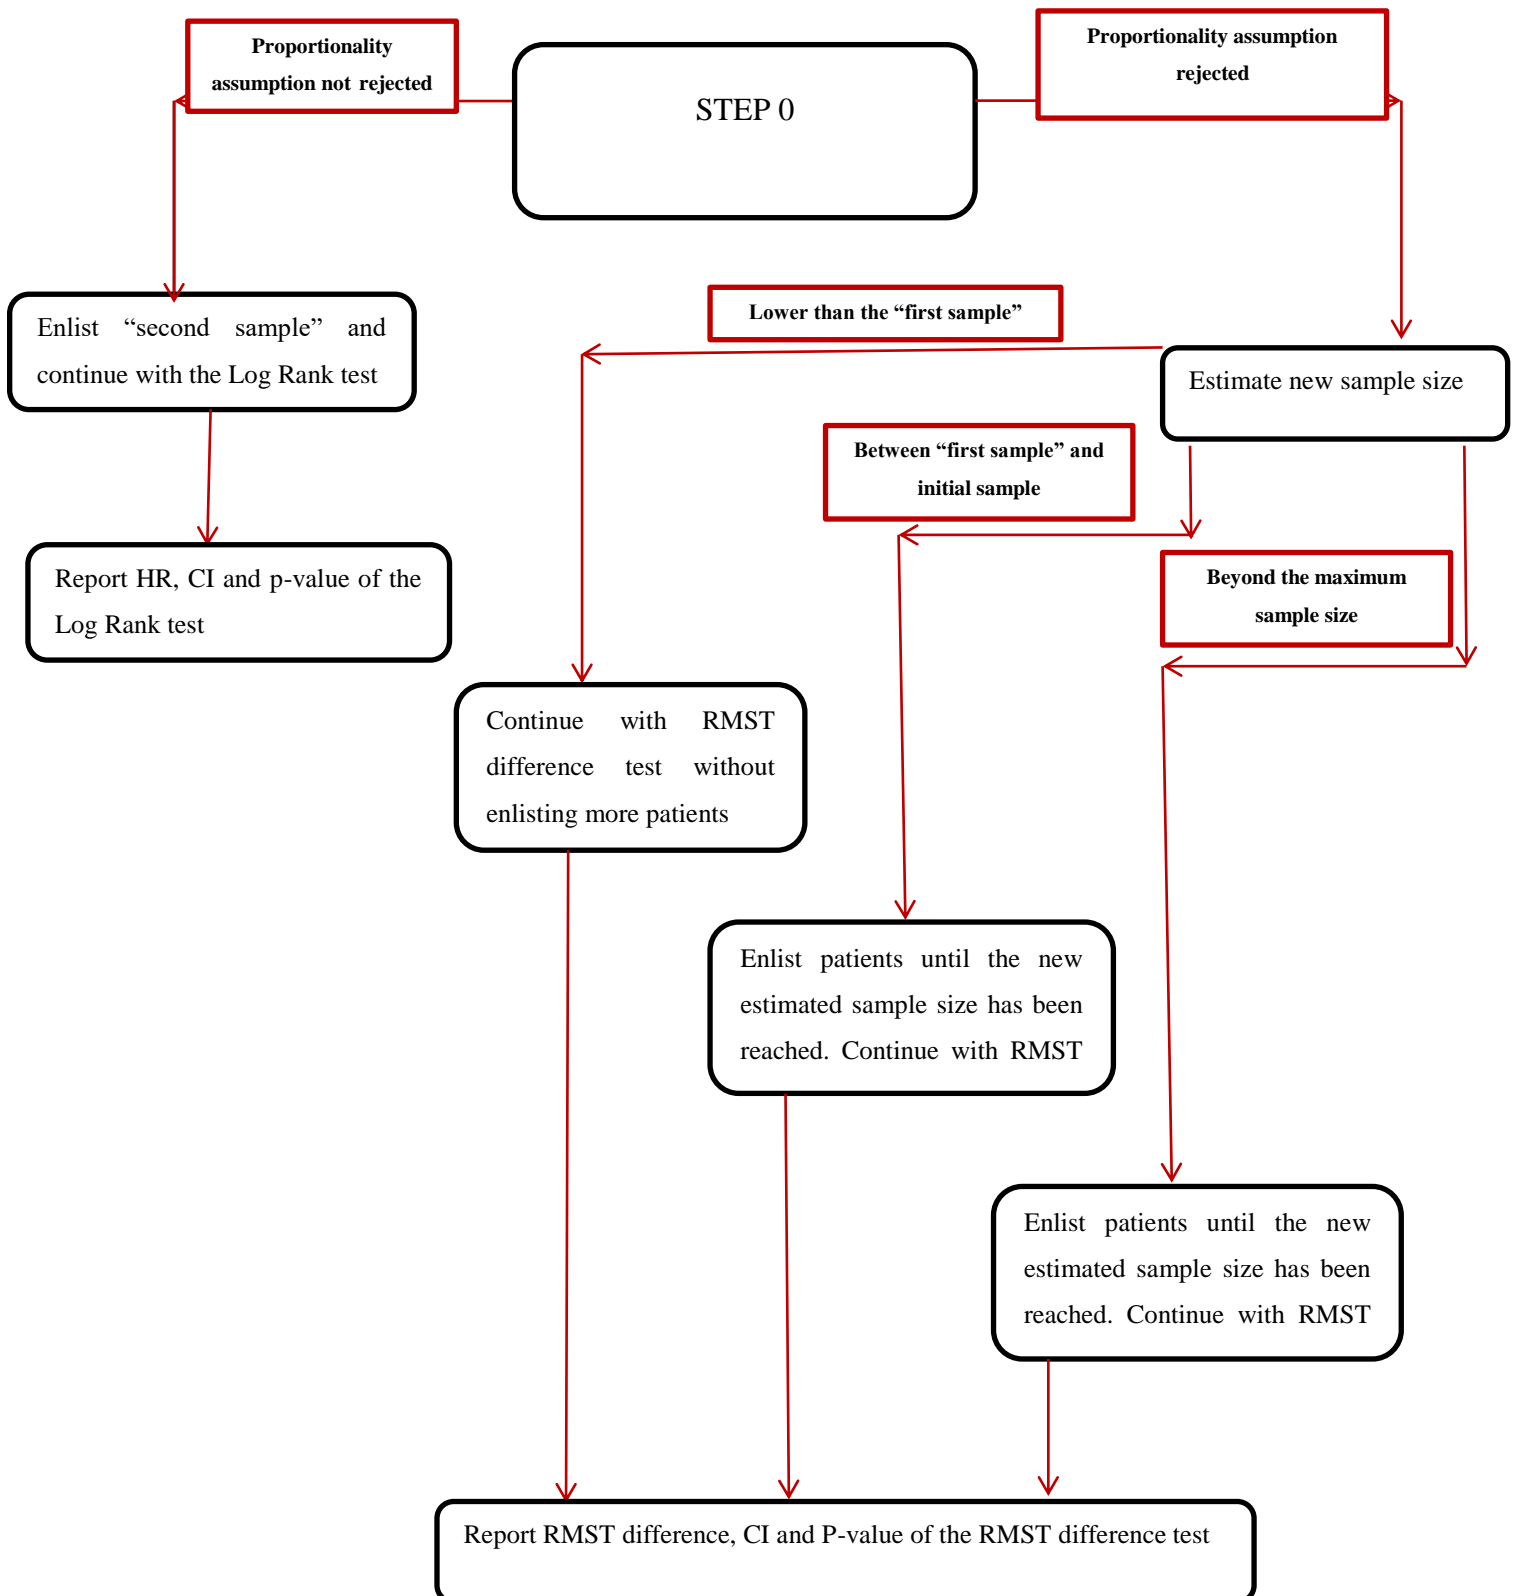 Proportionality
assumption not rejected
STEP 0
Proportionality assumption
rejected
Enlist “second sample” and
continue with the Log Rank test
Lower than the “first sample”
Estimate new sample size
Between “first sample” and
initial sample
Report HR, CI and p-value of the
Log Rank test
Beyond the maximum
sample size
Continue with RMST
difference test without
enlisting more patients
Enlist patients until the new
estimated sample size has been
reached. Continue with RMST
Enlist patients until the new
estimated sample size has been
reached. Continue with RMST
Report RMST difference, CI and P-value of the RMST difference test